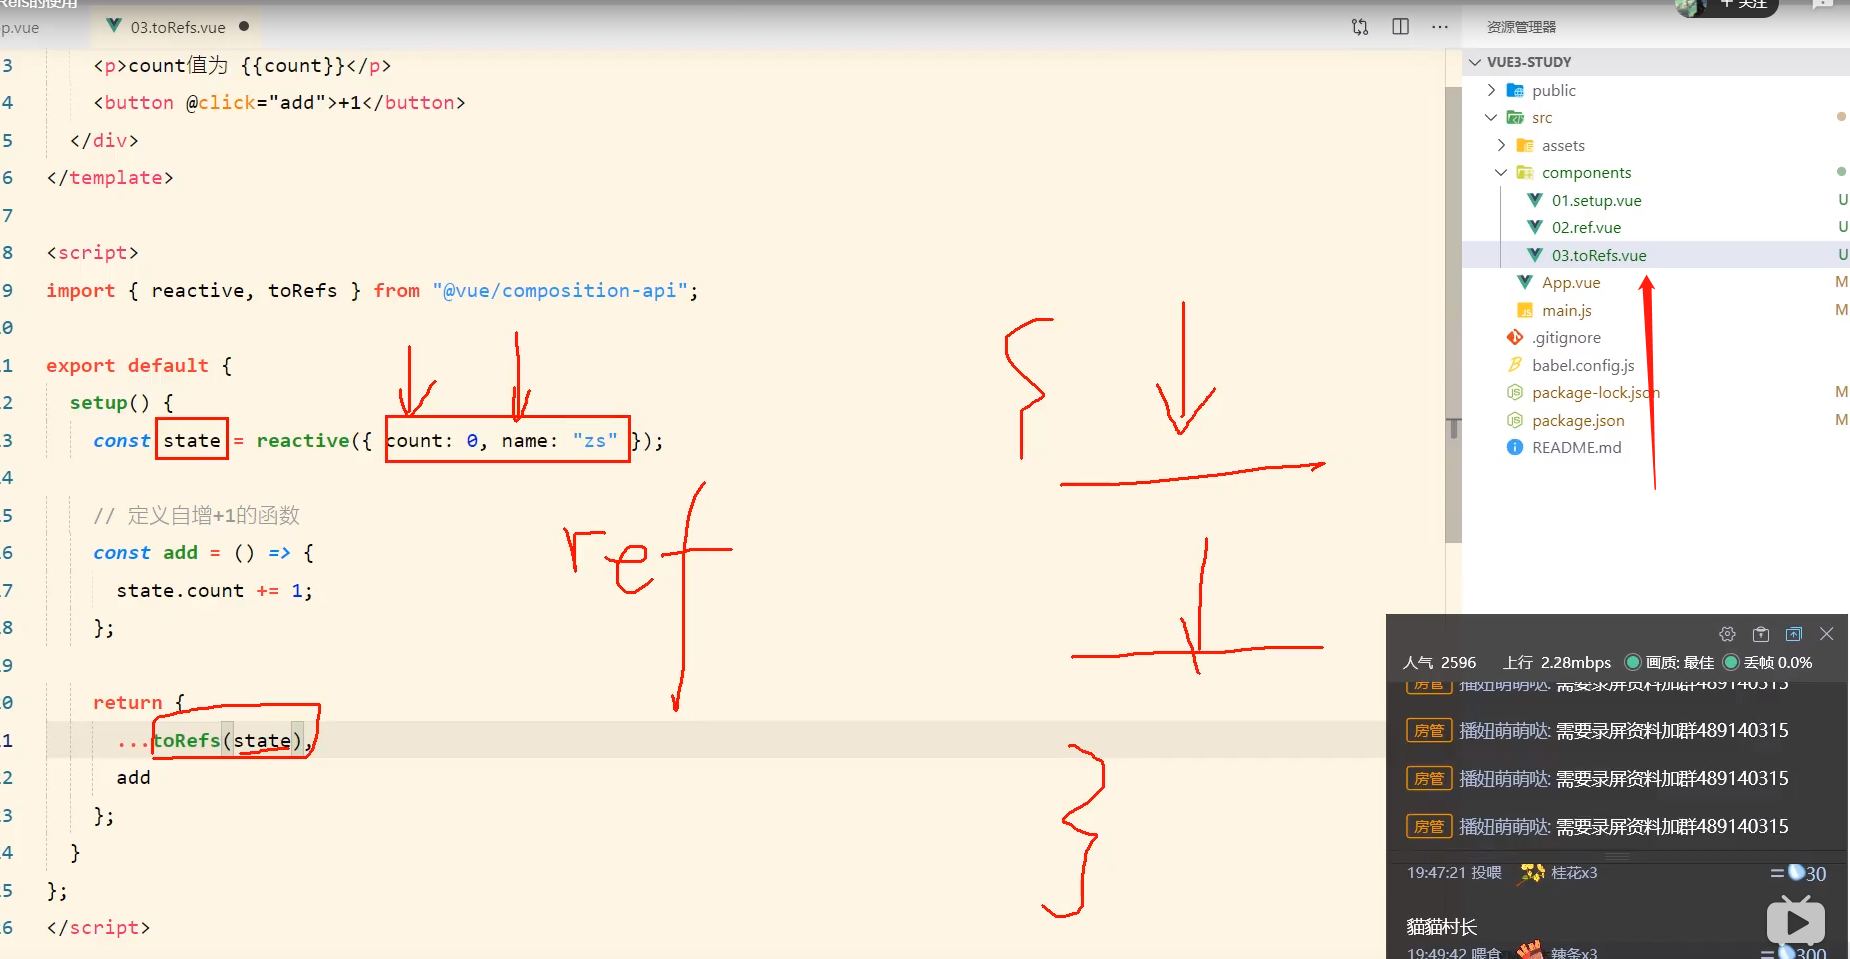 Refs的使用
p.vue
03.toRefs.vue
3 <p>count值为 {{count}}</p>
4 <button @click="add">+1</button>
5 </div>
6 </template>
7
8 <script>
9 import { reactive, toRefs } from "@vue/composition-api";
0
1 export default {
2 setup() {
3 const state = reactive({ count: 0, name: "zs" });
4
5 // 定义自增+1的函数
6 const add = () => {
7 state.count += 1;
8 };
9
0 return {
1 ...toRefs(state),
2 add
3 };
4 }
5 };
6 </script>
ref
+ 关注
资源管理器
VUE3-STUDY
public
src
assets
components
01.setup.vue U
02.ref.vue U
03.toRefs.vue U
App.vue M
main.js M
.gitignore
babel.config.js
package-lock.json M
package.json M
README.md
人气 2596 上行 2.28mbps 画质: 最佳 丢帧 0.0%
房管 播妞萌萌哒: 需要录屏资料加群489140315
房管 播妞萌萌哒: 需要录屏资料加群489140315
房管 播妞萌萌哒: 需要录屏资料加群489140315
房管 播妞萌萌哒: 需要录屏资料加群489140315
19:47:21 投喂 桂花x3 30
貓貓村长
19:49:42 喂食 辣条x3 300